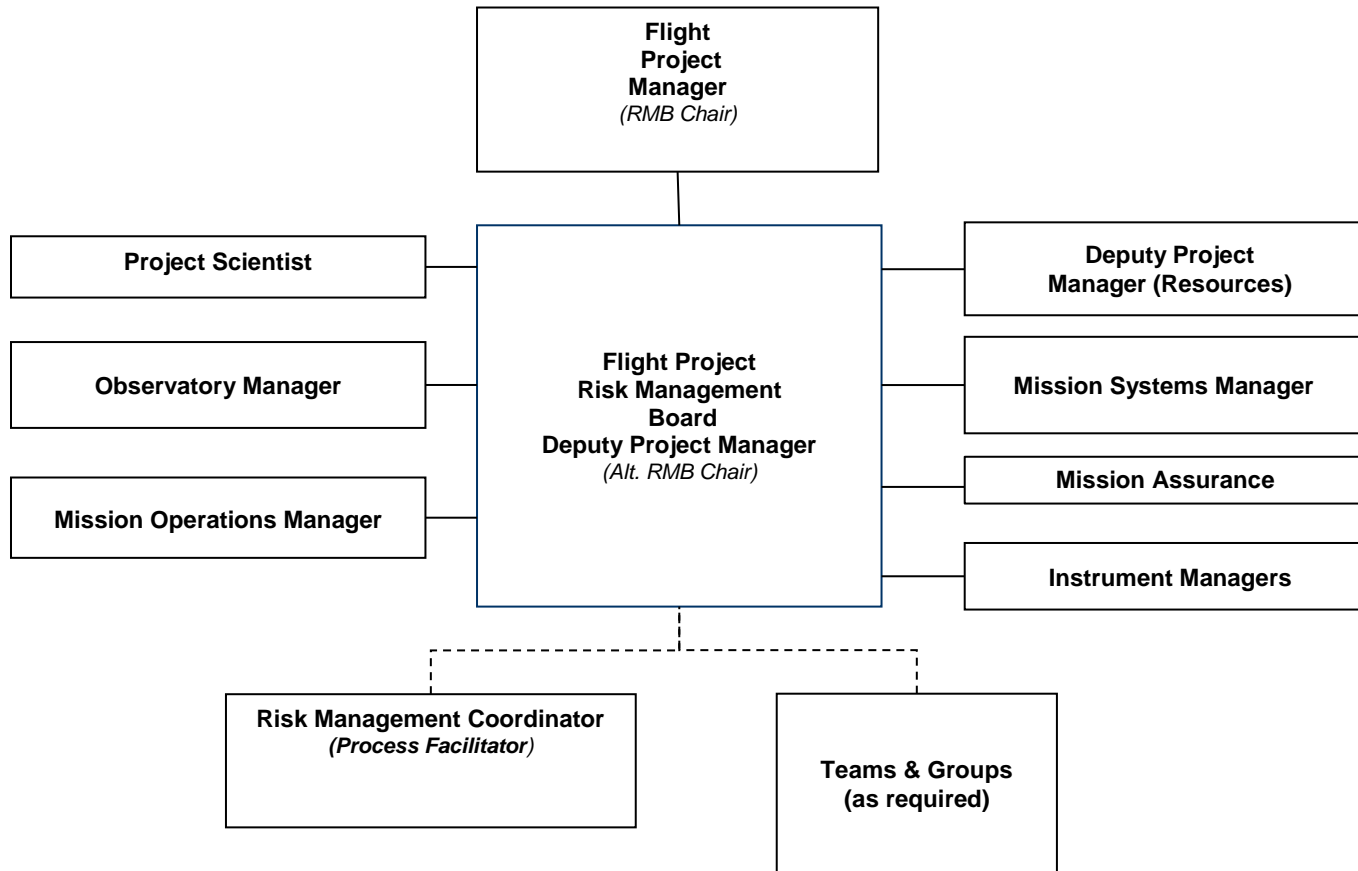 Flight
Project
Manager
(RMB Chair)
Project Scientist
Observatory Manager
Mission Operations Manager
Flight Project
Risk Management
Board
Deputy Project Manager
(Alt. RMB Chair)
Deputy Project
Manager (Resources)
Mission Systems Manager
Mission Assurance
Instrument Managers
Risk Management Coordinator
(Process Facilitator)
Teams & Groups
(as required)